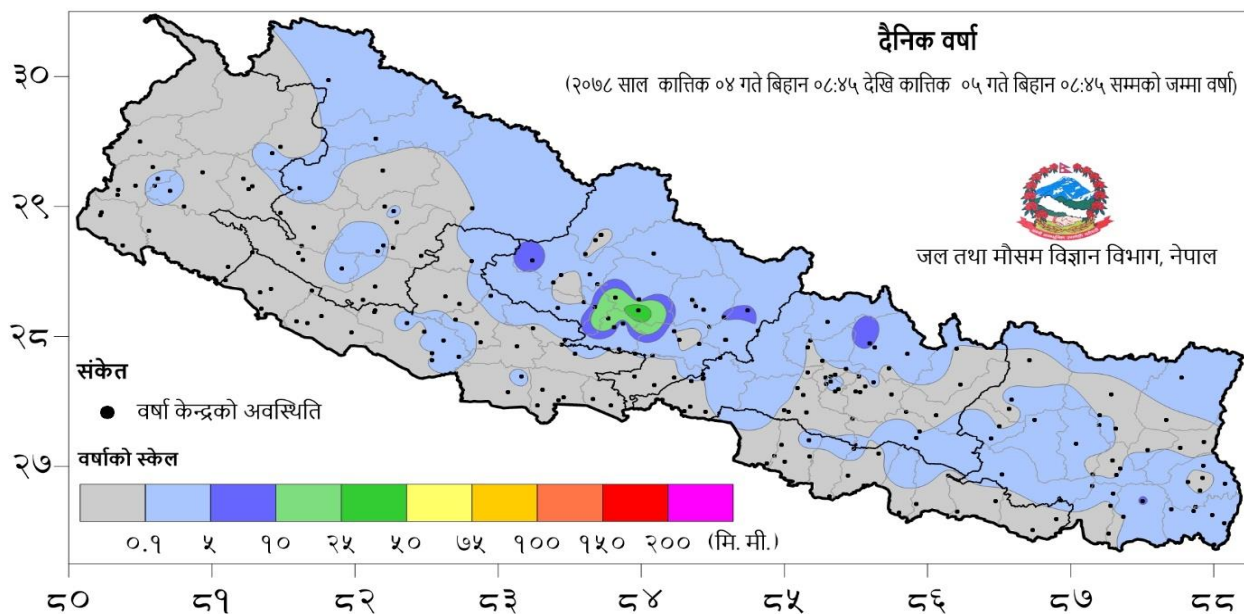 दैनिक वर्षा
(२०७८ साल कात्तिक ०४ गते बिहान ०८:४५ देखि कात्तिक ०५ गते बिहान ०८:४५ सम्मको जम्मा वर्षा)
३०
२९
२८
२७
जल तथा मौसम विज्ञान विभाग, नेपाल
संकेत
वर्षा केन्द्रको अवस्थिति
वर्षाको स्केल
०.१ ५ १० २५ ५० ७५ १०० १५० २०० (मि. मी.)
८० ८१ ८२ ८३ ८४ ८५ ८६ ८७ ८८